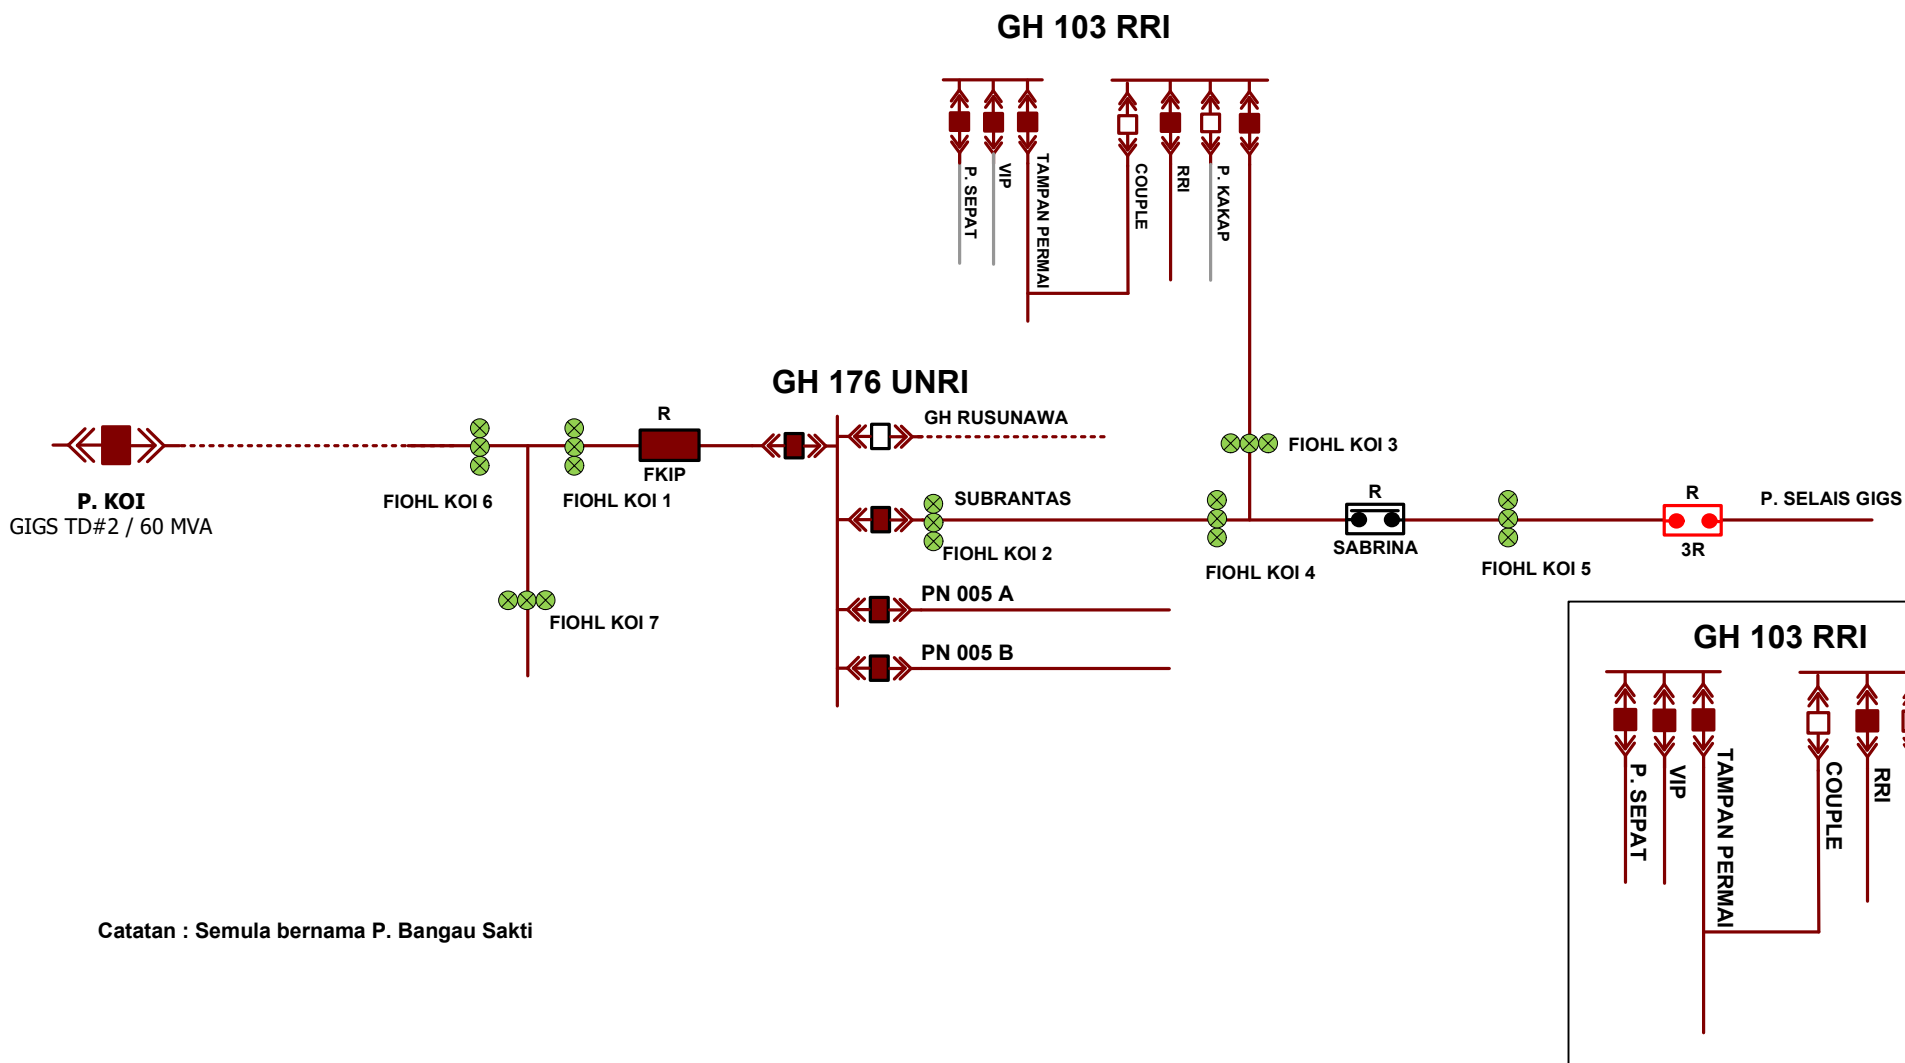 GH 103 RRI
P. SEPAT
VIP
TAMPAN PERMAI
COUPLE
RRI
P. KAKAP
GH 176 UNRI
GH RUSUNAWA
R
FKIP
FIOHL KOI 3
P. KOI
GIGS TD#2 / 60 MVA
FIOHL KOI 6
FIOHL KOI 1
SUBRANTAS
FIOHL KOI 2
FIOHL KOI 4
R
SABRINA
FIOHL KOI 5
R
3R
P. SELAIS GIGS
PN 005 A
FIOHL KOI 7
PN 005 B
GH 103 RRI
P. SEPAT
VIP
TAMPAN PERMAI
COUPLE
RRI
Catatan : Semula bernama P. Bangau Sakti